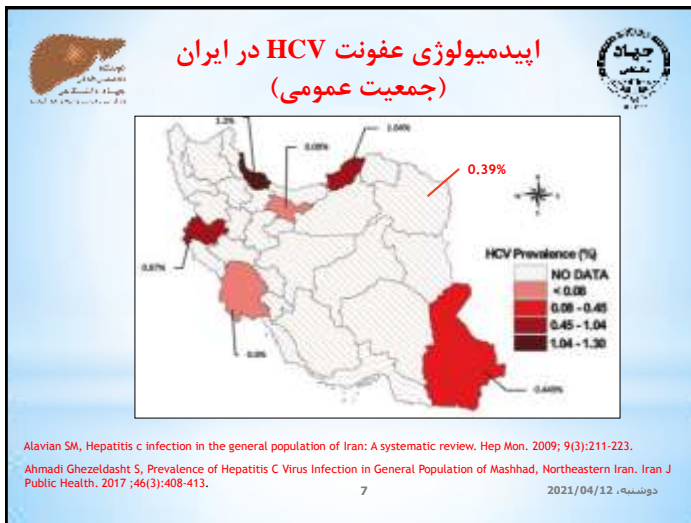 اپیدمیولوژی عفونت HCV در ایران
(جمعیت عمومی)
جهاد
1.04%
0.39%
HCV Prevalence (%)
NO DATA
< 0.08
0.08 - 0.45
0.45 - 1.04
1.04 - 1.30
Alavian SM, Hepatitis c infection in the general population of Iran: A systematic review. Hep Mon. 2009; 9(3):211-223.
Ahmadi Ghezeldasht S, Prevalence of Hepatitis C Virus Infection in General Population of Mashhad, Northeastern Iran. Iran J
Public Health. 2017 ;46(3):408-413.
7
دوشنبه، 2021/04/12